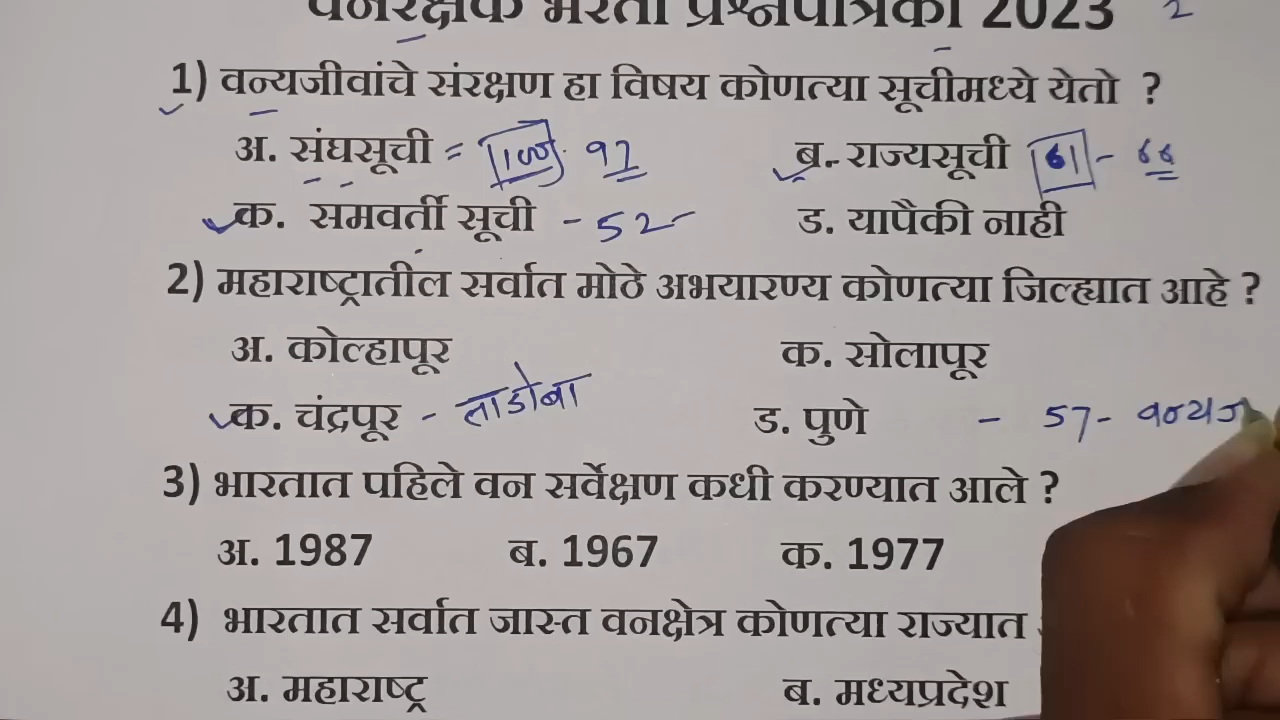 वनरक्षक भरती प्रश्नपत्रिका 2023 2
1) वन्यजीवांचे संरक्षण हा विषय कोणत्या सूचीमध्ये येतो ?
अ. संघसूची = 100. 97 ब. राज्यसूची 61 - ६६
क. समवर्ती सूची - 52 ड. यापैकी नाही
2) महाराष्ट्रातील सर्वात मोठे अभयारण्य कोणत्या जिल्ह्यात आहे ?
अ. कोल्हापूर क. सोलापूर
क. चंद्रपूर - ताडोबा ड. पुणे - 57 -
3) भारतात पहिले वन सर्वेक्षण कधी करण्यात आले ?
अ. 1987 ब. 1967 क. 1977
4) भारतात सर्वात जास्त वनक्षेत्र कोणत्या राज्यात
अ. महाराष्ट्र ब. मध्यप्रदेश